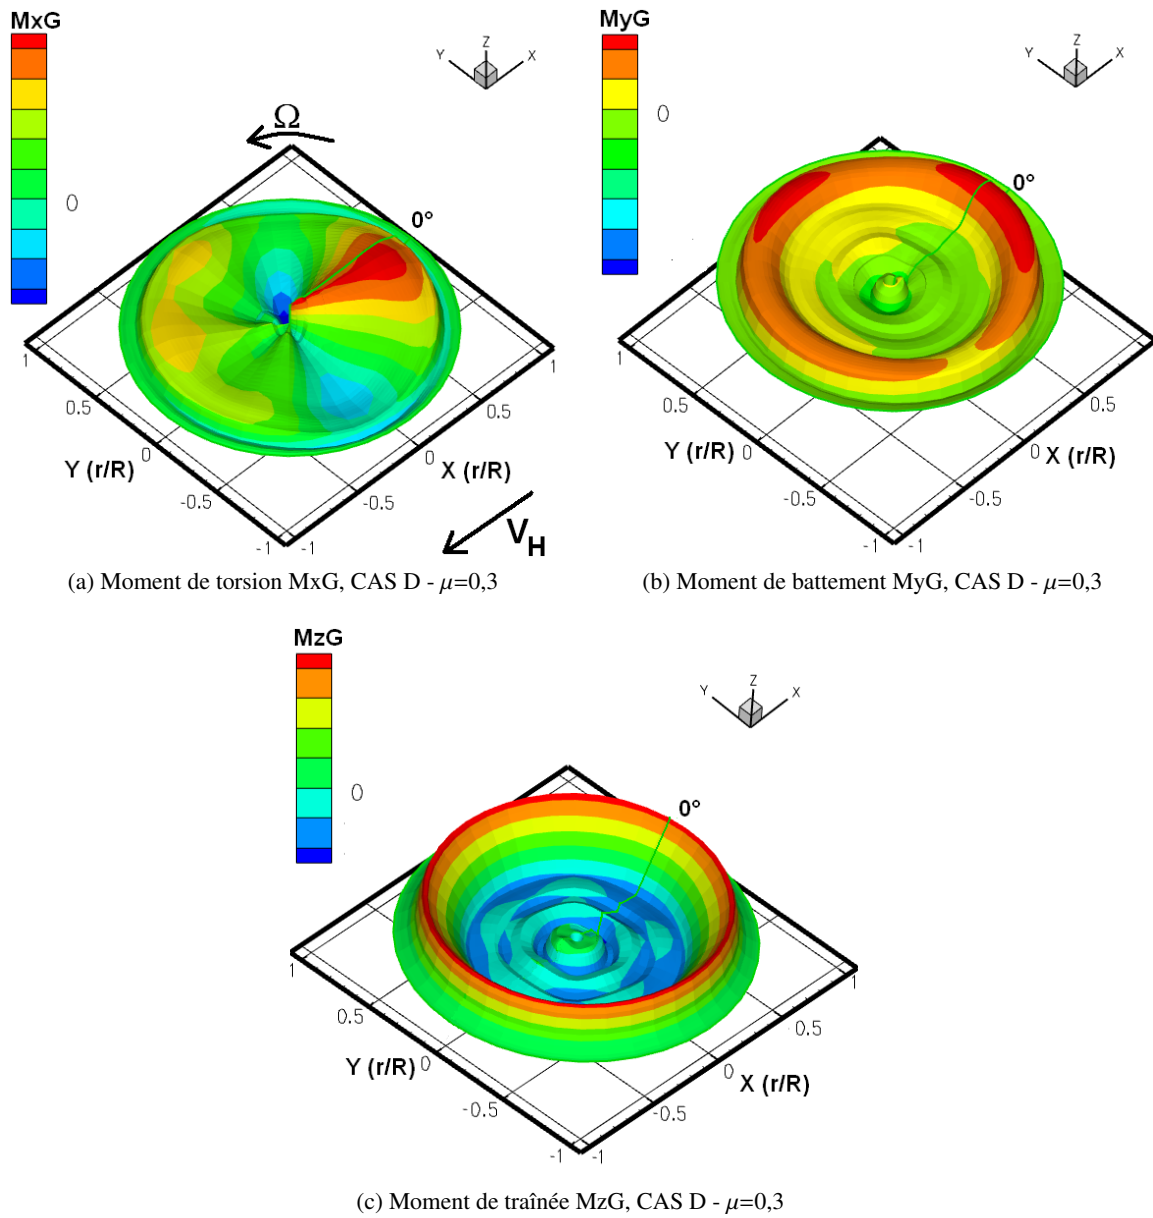 MxG
0
Y
Z
X
Ω
0°
1
0.5
Y (r/R)
0
-0.5
-1
-1
-0.5
0
X (r/R)
0.5
1
V_H
(a) Moment de torsion MxG, CAS D - μ=0,3
MyG
0
Y
Z
X
0°
1
0.5
Y (r/R)
0
-0.5
-1
-1
-0.5
0
X (r/R)
0.5
1
(b) Moment de battement MyG, CAS D - μ=0,3
MzG
0
Y
Z
X
0°
1
0.5
Y (r/R)
0
-0.5
-1
-1
-0.5
0
X (r/R)
0.5
1
(c) Moment de traînée MzG, CAS D - μ=0,3